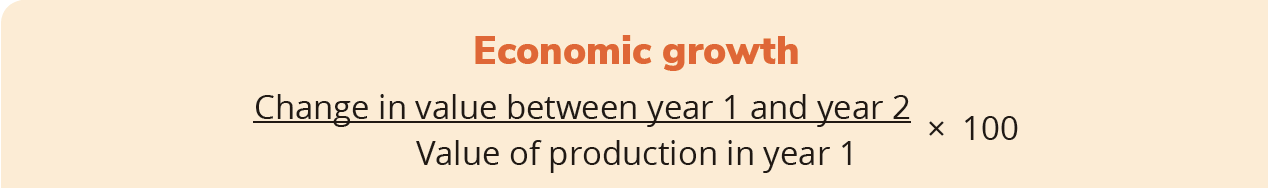 Economic growth
Change in value between year 1 and year 2
× 100
Value of production in year 1